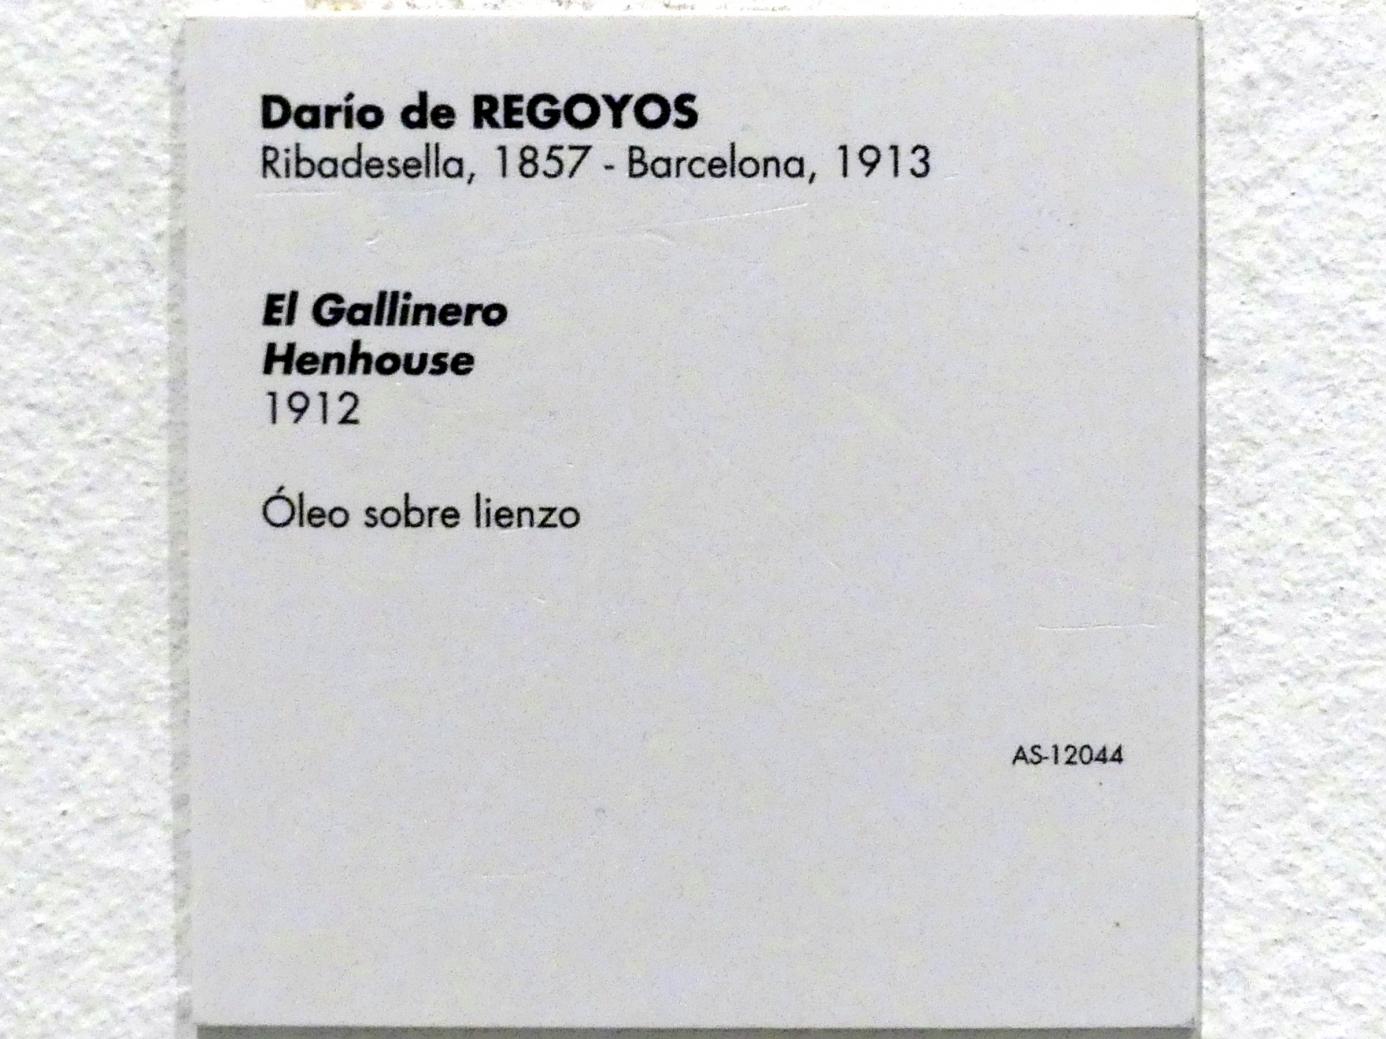 Darío de REGOYOS
Ribadesella, 1857 - Barcelona, 1913
El Gallinero
Henhouse
1912
Óleo sobre lienzo
AS-12044